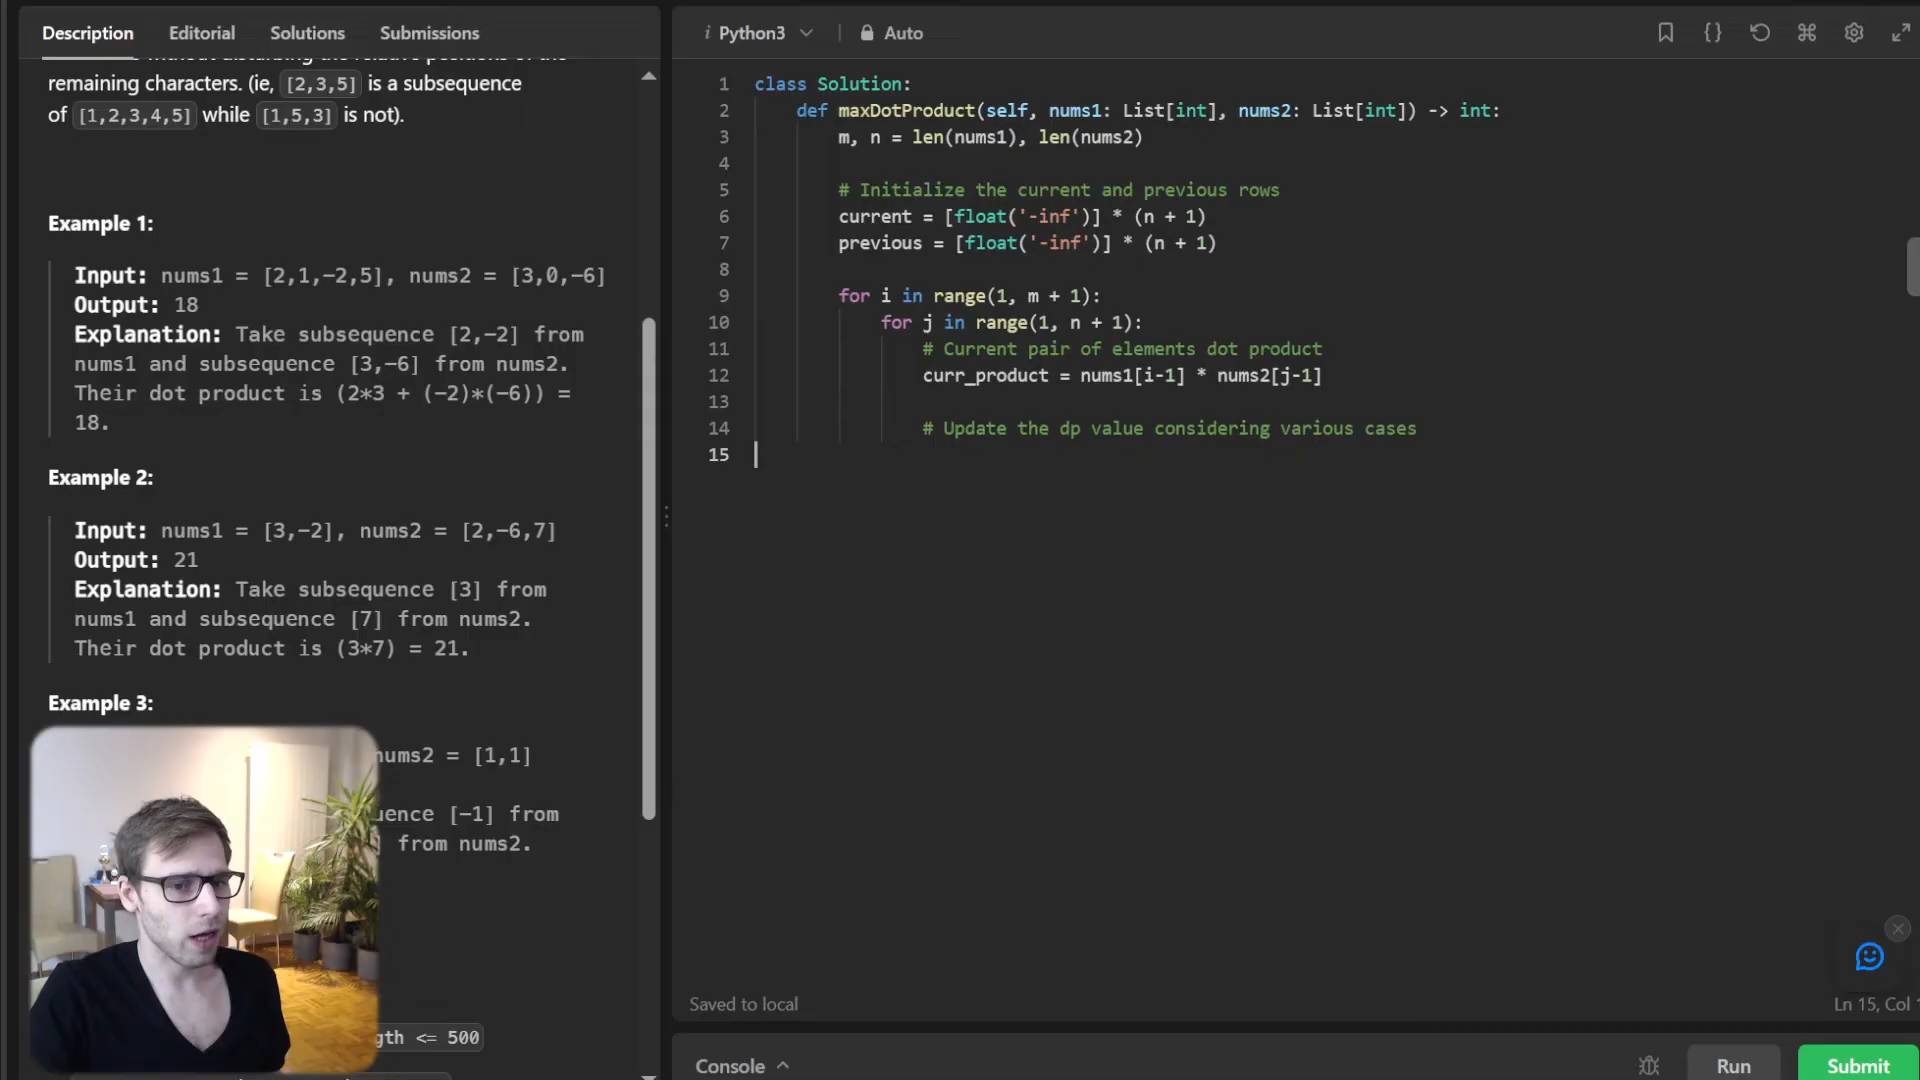 Description Editorial Solutions Submissions
remaining characters. (ie, [2,3,5] is a subsequence
of [1,2,3,4,5] while [1,5,3] is not).
Example 1:
Input: nums1 = [2,1,-2,5], nums2 = [3,0,-6]
Output: 18
Explanation: Take subsequence [2,-2] from
nums1 and subsequence [3,-6] from nums2.
Their dot product is (2*3 + (-2)*(-6)) =
18.
Example 2:
Input: nums1 = [3,-2], nums2 = [2,-6,7]
Output: 21
Explanation: Take subsequence [3] from
nums1 and subsequence [7] from nums2.
Their dot product is (3*7) = 21.
Example 3:
nums2 = [1,1]
[-1] from
from nums2.
<= 500
i Python3 Auto
1 class Solution:
2 def maxDotProduct(self, nums1: List[int], nums2: List[int]) -> int:
3 m, n = len(nums1), len(nums2)
4
5 # Initialize the current and previous rows
6 current = [float('-inf')] * (n + 1)
7 previous = [float('-inf')] * (n + 1)
8
9 for i in range(1, m + 1):
10 for j in range(1, n + 1):
11 # Current pair of elements dot product
12 curr_product = nums1[i-1] * nums2[j-1]
13
14 # Update the dp value considering various cases
15
Saved to local
Ln 15, Col
Console
Run
Submit